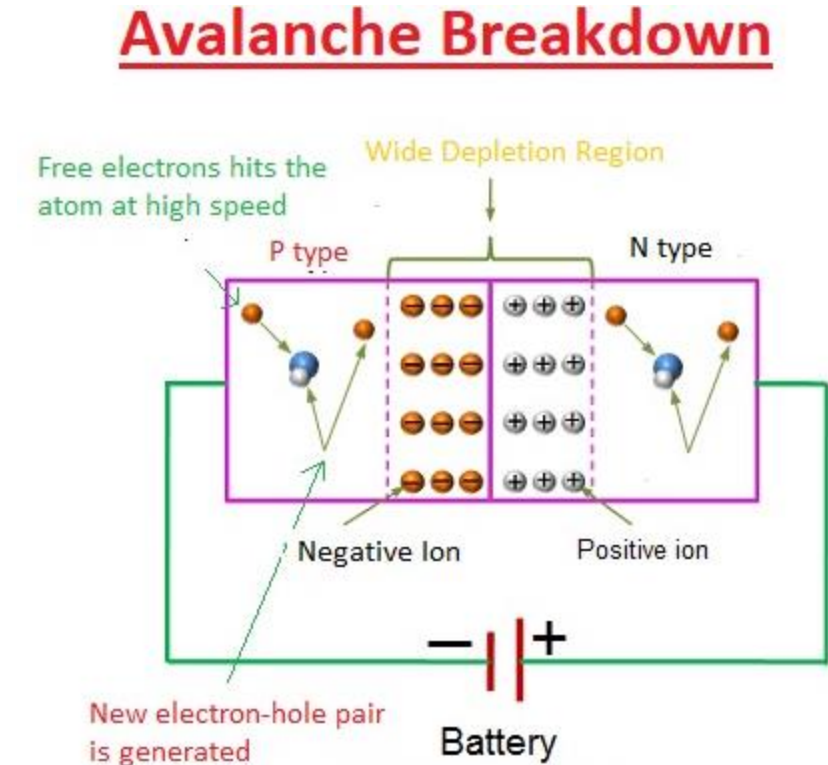 Avalanche Breakdown
Free electrons hits the
atom at high speed
Wide Depletion Region
P type
N type
Negative Ion
Positive ion
− +
New electron-hole pair
is generated
Battery